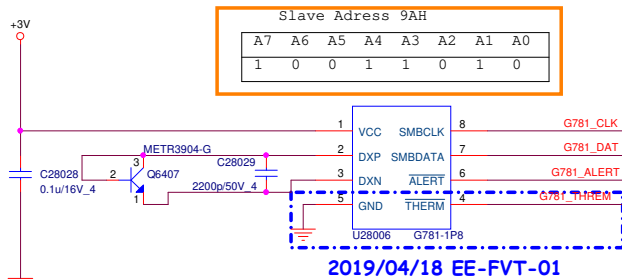 Slave Adress 9AH
+3V
A7 A6 A5 A4 A3 A2 A1 A0
1 0 0 1 1 0 1 0
1 VCC SMBCLK 8 G781_CLK
METR3904-G
C28029
2 DXP SMBDATA 7 G781_DAT
C28028
3
2 Q6407
0.1u/16V_4
1
2200p/50V_4
3 DXN ALERT 6 G781_ALERT
5 GND THERM 4 G781_THREM
U28006 G781-1P8
2019/04/18 EE-FVT-01